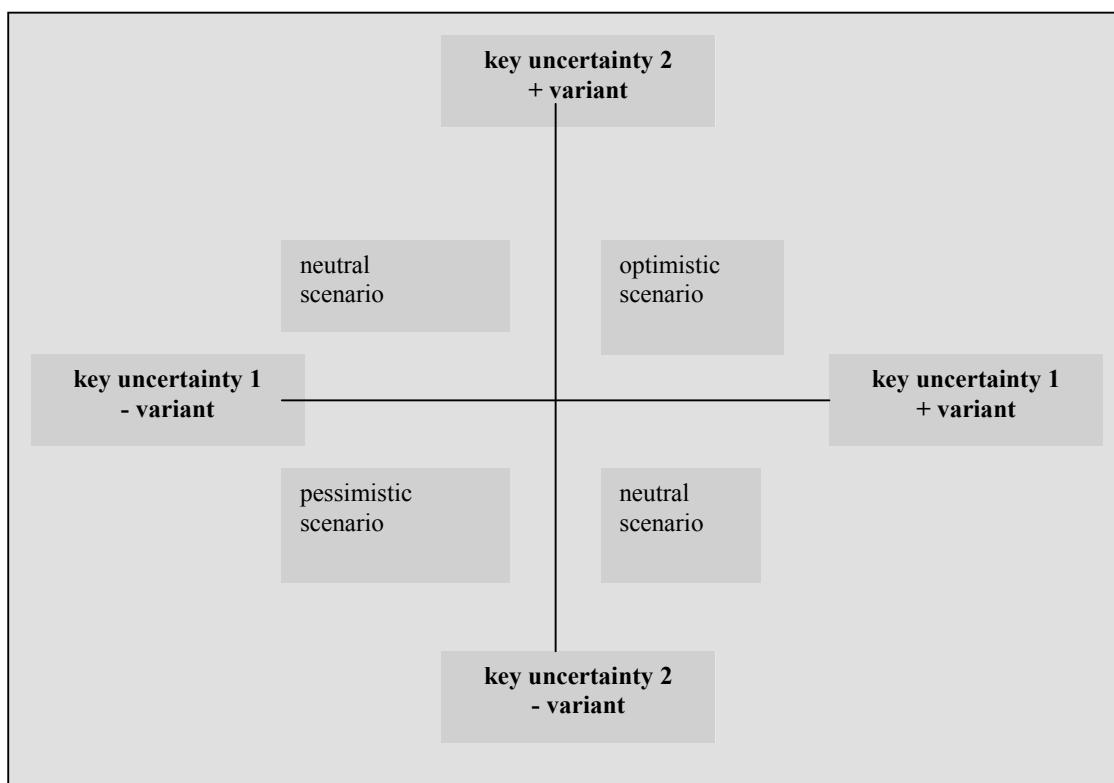 key uncertainty 2
+ variant
neutral
scenario
optimistic
scenario
key uncertainty 1
- variant
key uncertainty 1
+ variant
pessimistic
scenario
neutral
scenario
key uncertainty 2
- variant